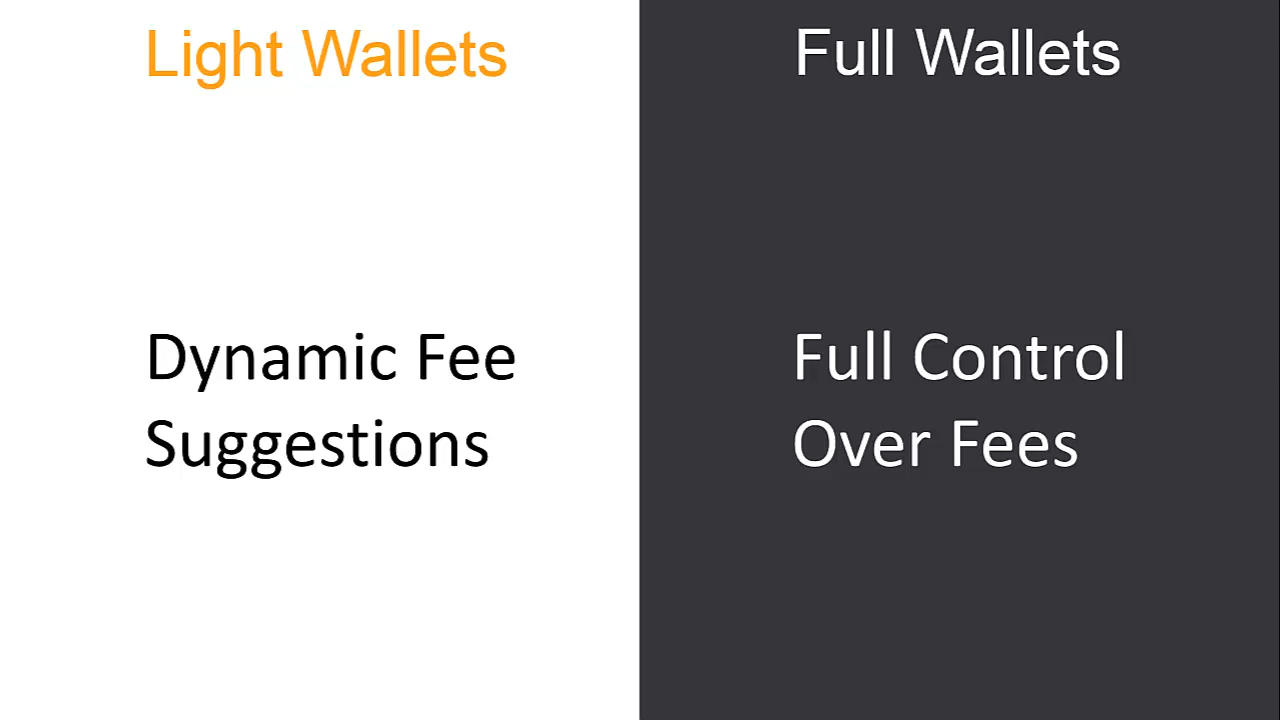 Light Wallets
Dynamic Fee
Suggestions
Full Wallets
Full Control
Over Fees